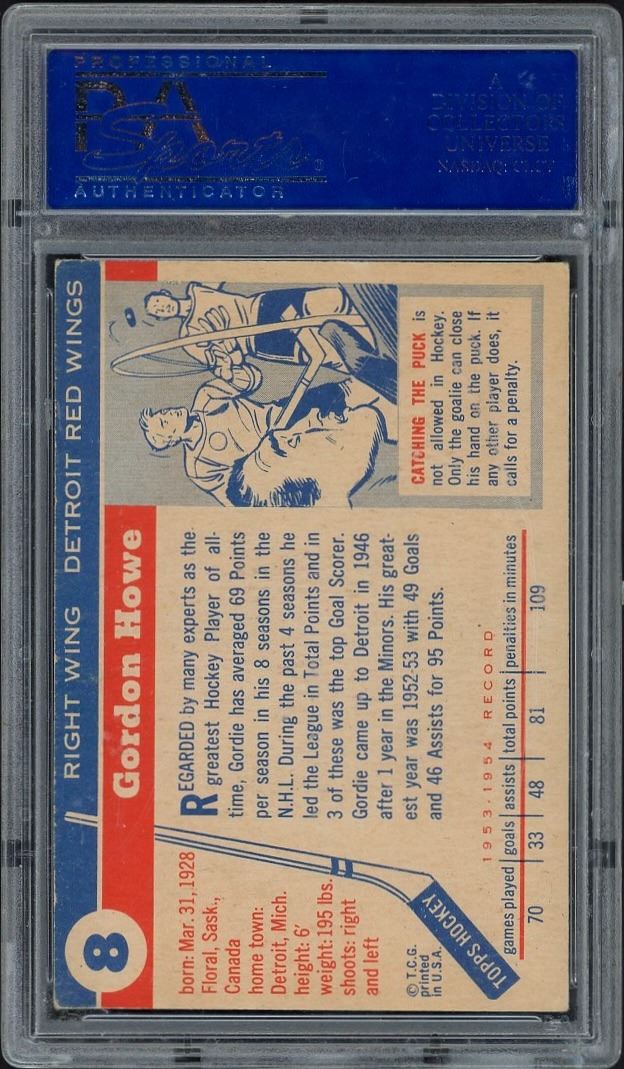 PROFESSIONAL
PSA
Sports
AUTHENTICATOR
A
DIVISION OF
COLLECTORS
UNIVERSE
NASDAQ: CLCT
8
RIGHT WING DETROIT RED WINGS
Gordon Howe
born: Mar. 31, 1928
Floral, Sask.,
Canada
home town:
Detroit, Mich.
height: 6'
weight: 195 lbs.
shoots: right
and left
© T.C.G.
printed
in U.S.A.
TOPPS HOCKEY
REGARDED by many experts as the
greatest Hockey Player of all-
time, Gordie has averaged 69 Points
per season in his 8 seasons in the
N.H.L. During the past 4 seasons he
led the League in Total Points and in
3 of these was the top Goal Scorer.
Gordie came up to Detroit in 1946
after 1 year in the Minors. His great-
est year was 1952-53 with 49 Goals
and 46 Assists for 95 Points.
CATCHING THE PUCK is
not allowed in Hockey.
Only the goalie can close
his hand on the puck. If
any other player does, it
calls for a penalty.
1953-1954 RECORD
games played goals assists total points penalties in minutes
70 33 48 81 109